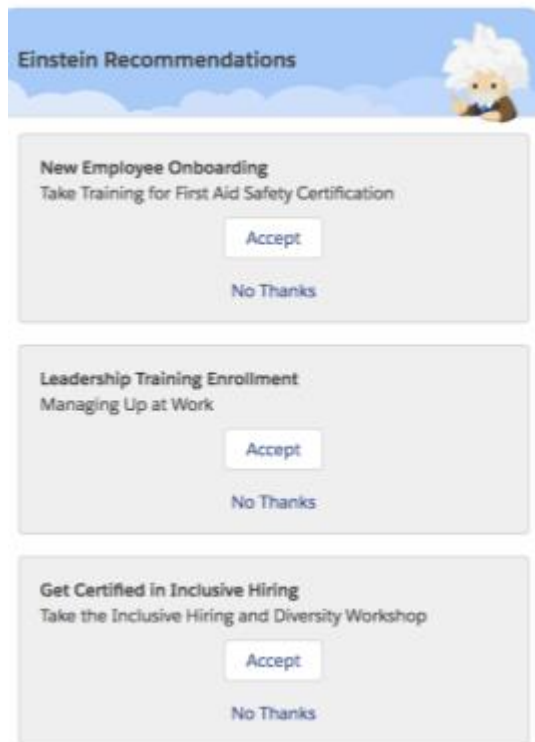 Einstein Recommendations
New Employee Onboarding
Take Training for First Aid Safety Certification
Accept
No Thanks
Leadership Training Enrollment
Managing Up at Work
Accept
No Thanks
Get Certified in Inclusive Hiring
Take the Inclusive Hiring and Diversity Workshop
Accept
No Thanks